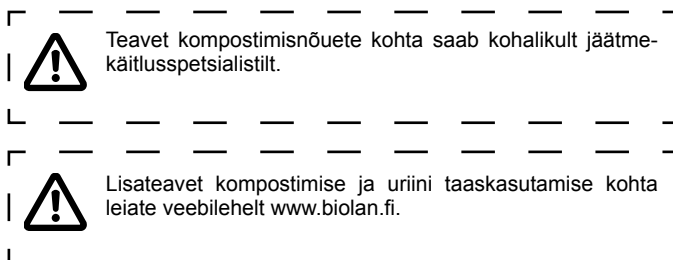 Teavet kompostimisnõuete kohta saab kohalikult jäätme-
käitlusspetsialistilt.
Lisateavet kompostimise ja uriini taaskasutamise kohta
leiate veebilehelt www.biolan.fi.